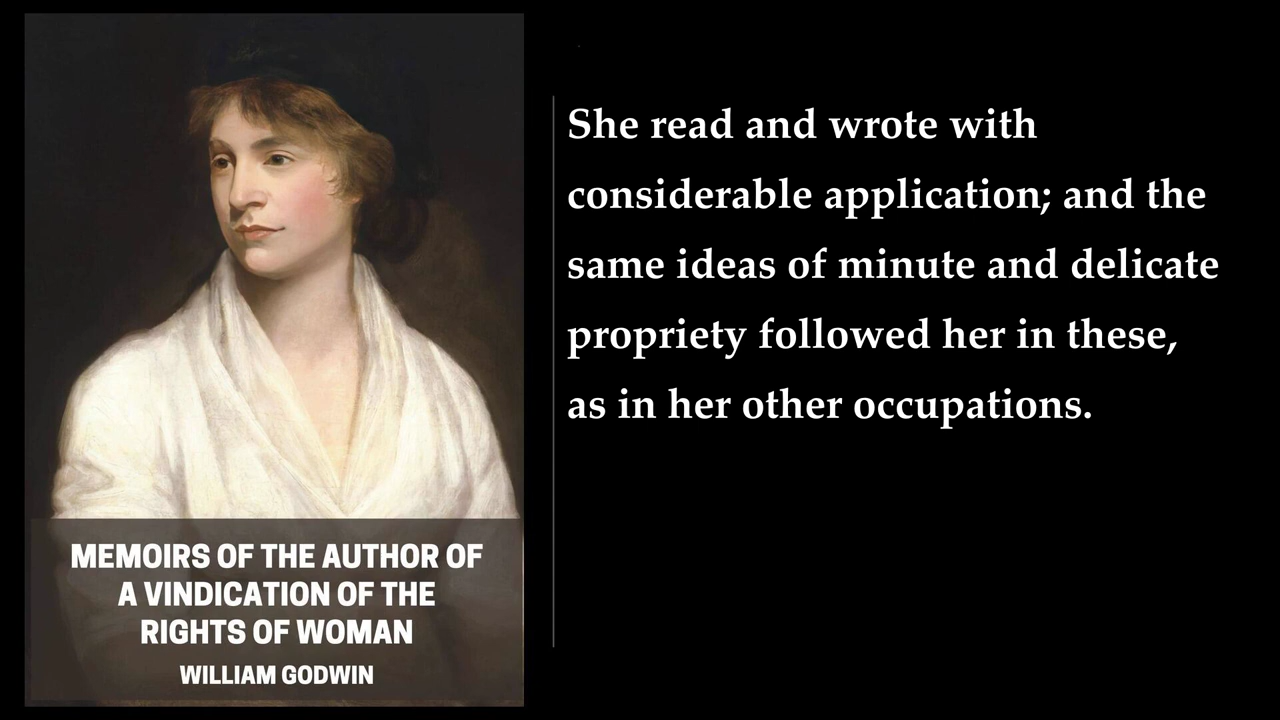 She read and wrote with
considerable application; and the
same ideas of minute and delicate
propriety followed her in these,
as in her other occupations.
MEMOIRS OF THE AUTHOR OF
A VINDICATION OF THE
RIGHTS OF WOMAN
WILLIAM GODWIN